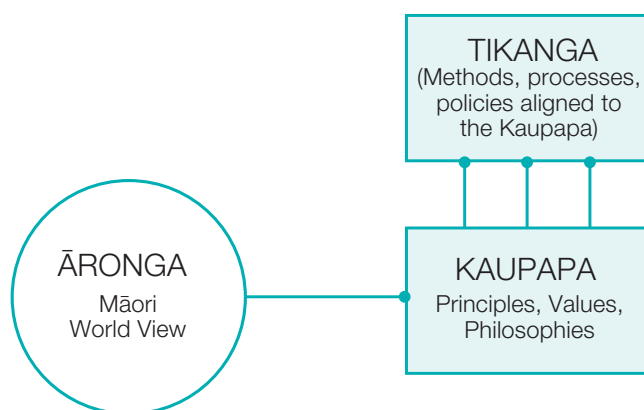 TIKANGA
(Methods, processes,
policies aligned to
the Kaupapa)
ĀRONGA
Māori
World View
KAUPAPA
Principles, Values,
Philosophies